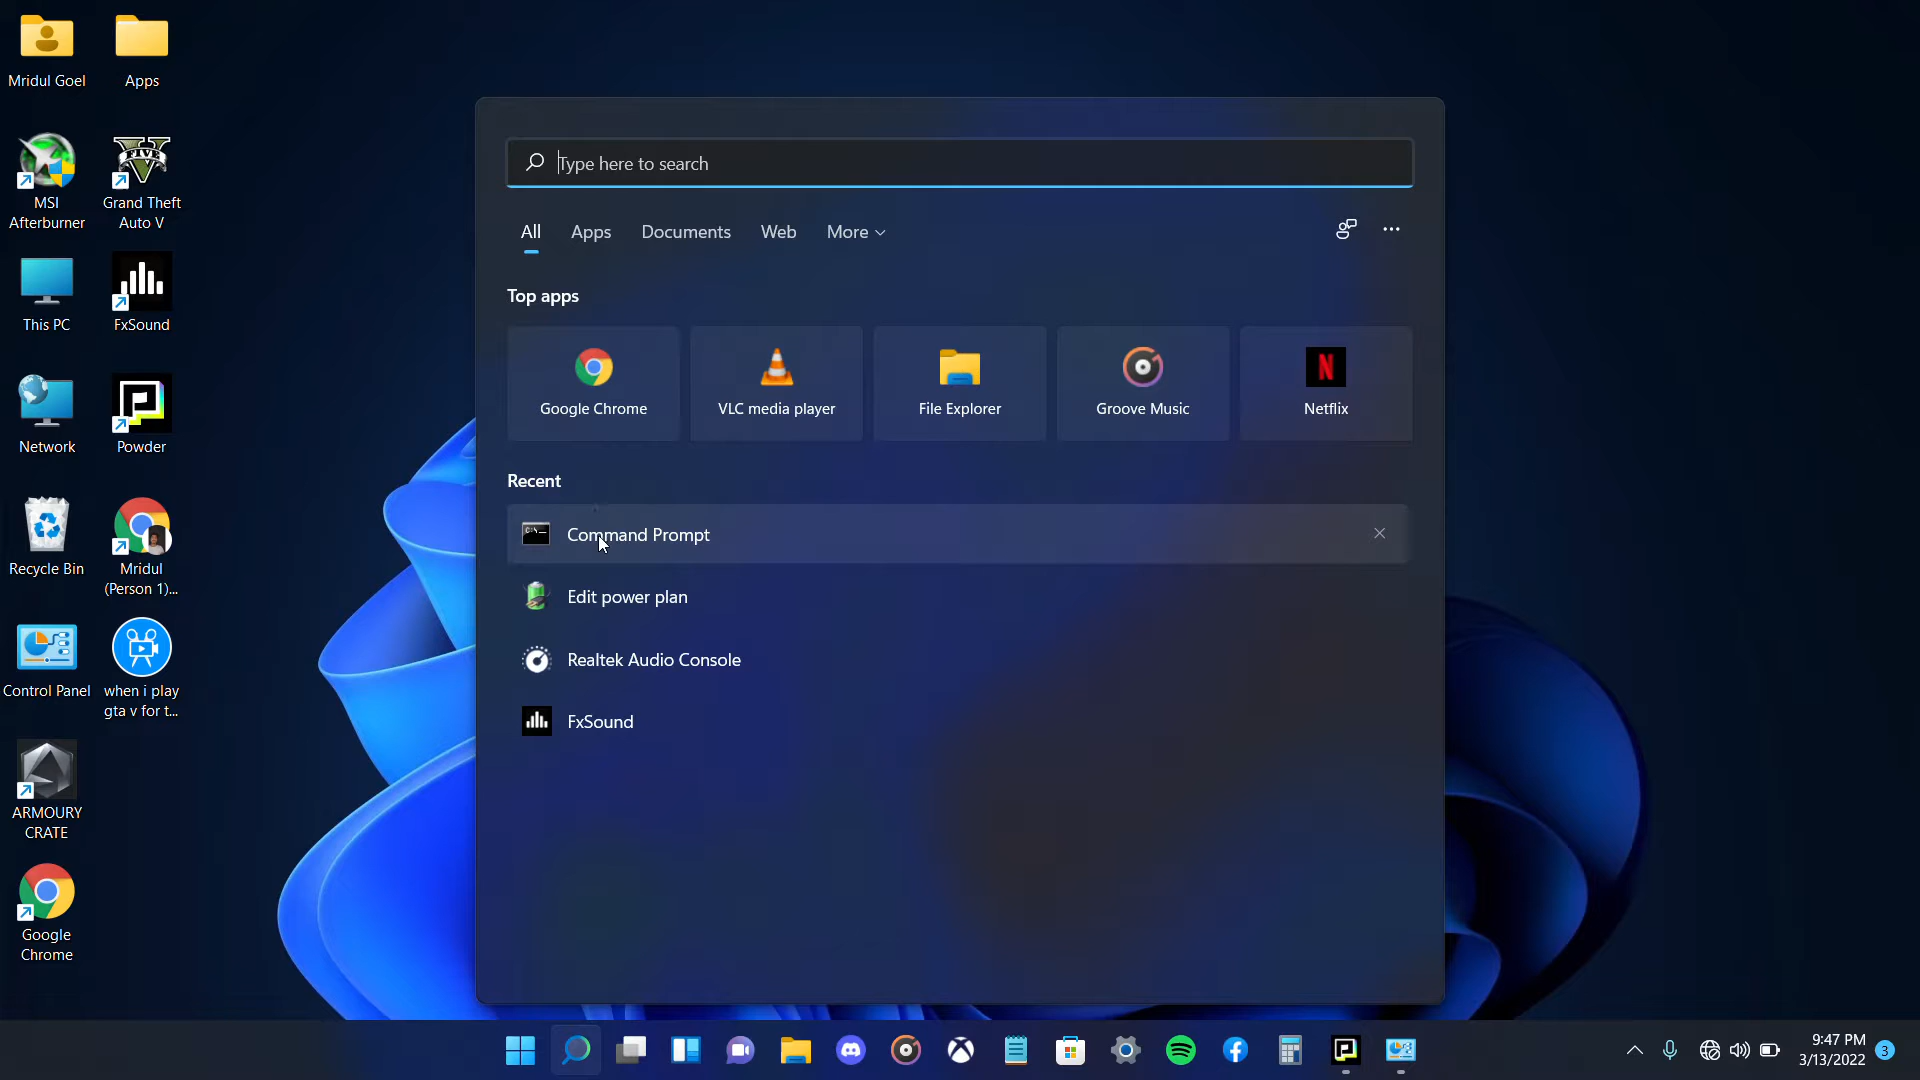 Mridul Goel
Apps
MSI
Afterburner
Grand Theft
Auto V
This PC
FxSound
Network
Powder
Recycle Bin
Mridul
(Person 1)...
Control Panel
when i play
gta v for t...
ARMOURY
CRATE
Google
Chrome
Type here to search
All Apps Documents Web More
Top apps
Google Chrome
VLC media player
File Explorer
Groove Music
Netflix
Recent
Command Prompt
Edit power plan
Realtek Audio Console
FxSound
9:47 PM
3/13/2022
3